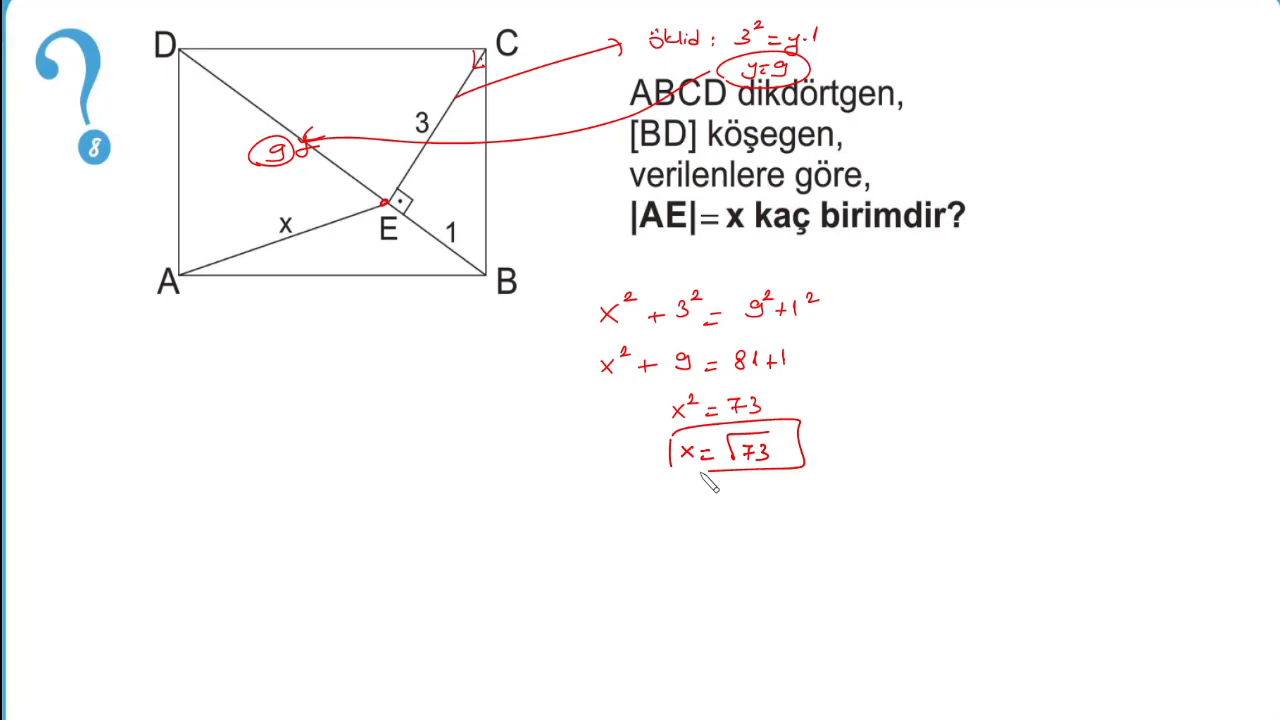 D
C
öklid : 3² = y.1
y=9
ABCD dikdörtgen,
[BD] köşegen,
verilenlere göre,
|AE|= x kaç birimdir?
8
3
9
x
E
1
A
B
x² + 3² = 9²+1²
x² + 9 = 81+1
x² = 73
x = √73